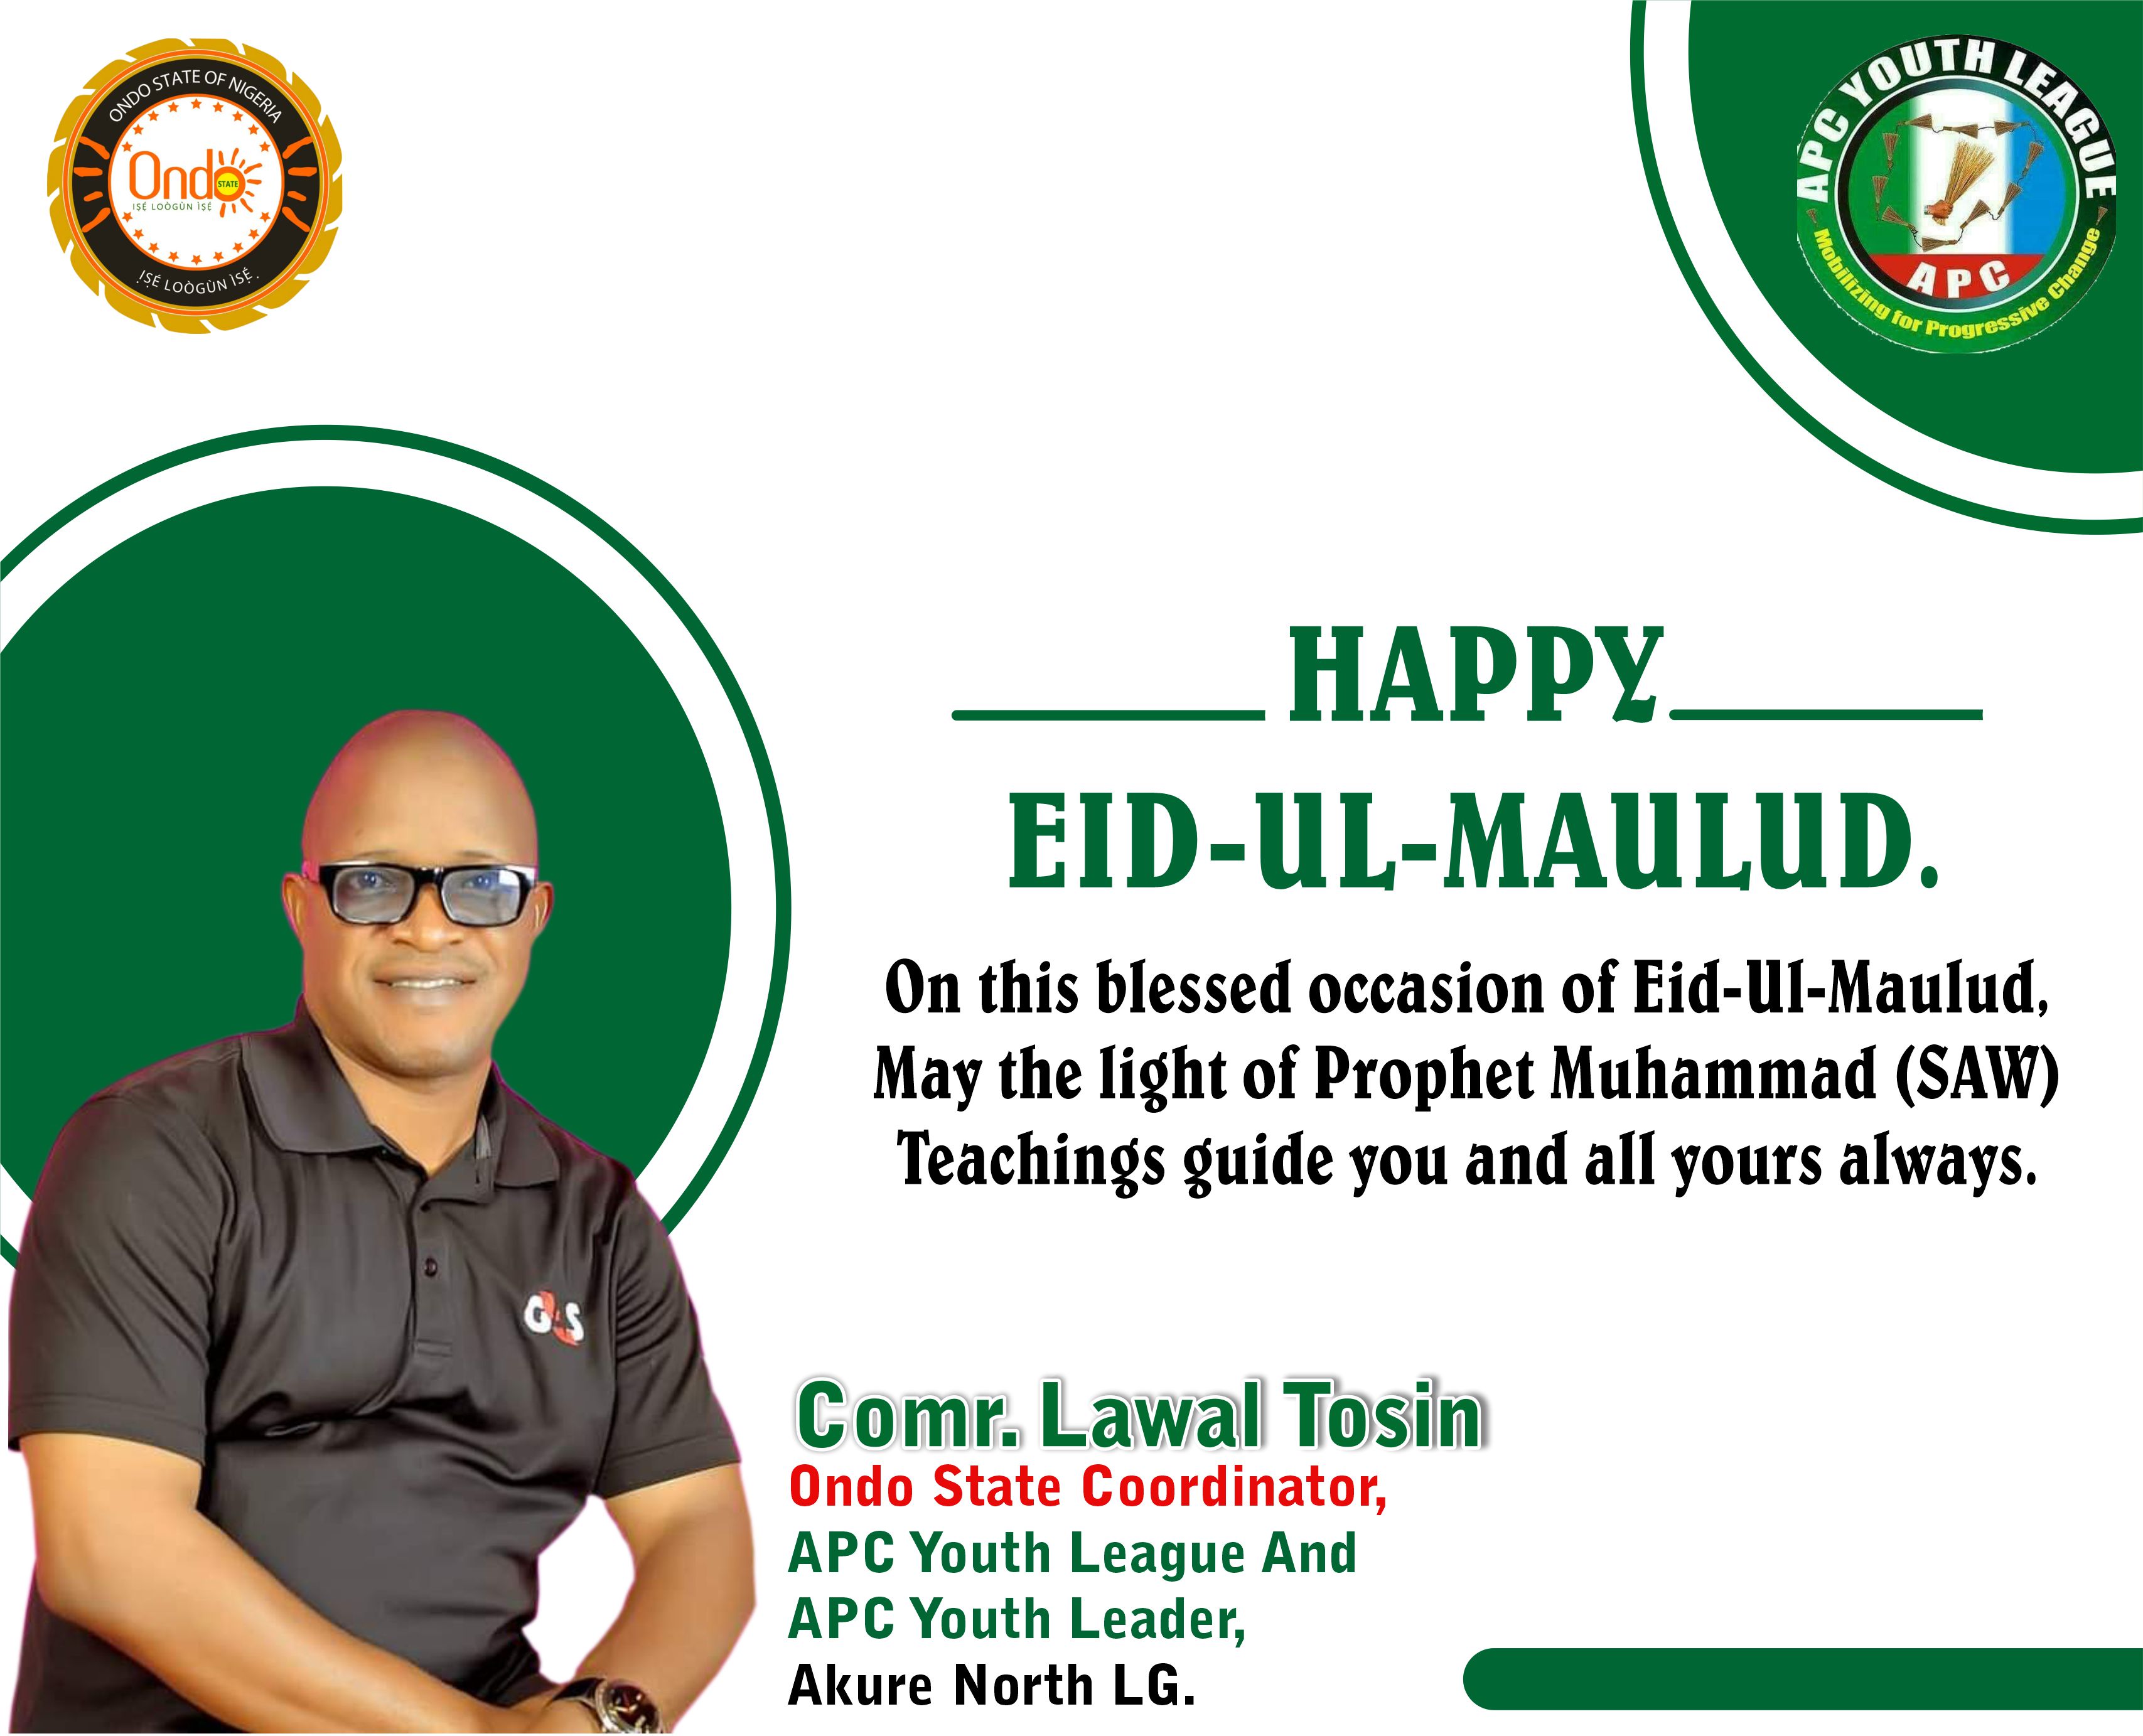 ONDO STATE OF NIGERIA
Ondo
STATE
IṢẸ́ LOÒGÙN ÌṢẸ́
IṢẸ́ LOÒGÙN ÌṢẸ́.
APC YOUTH LEAGUE
APC
Mobilizing for Progressive Change
HAPPY
EID-UL-MAULUD.
On this blessed occasion of Eid-Ul-Maulud,
May the light of Prophet Muhammad (SAW)
Teachings guide you and all yours always.
G4S
Comr. Lawal Tosin
Ondo State Coordinator,
APC Youth League And
APC Youth Leader,
Akure North LG.